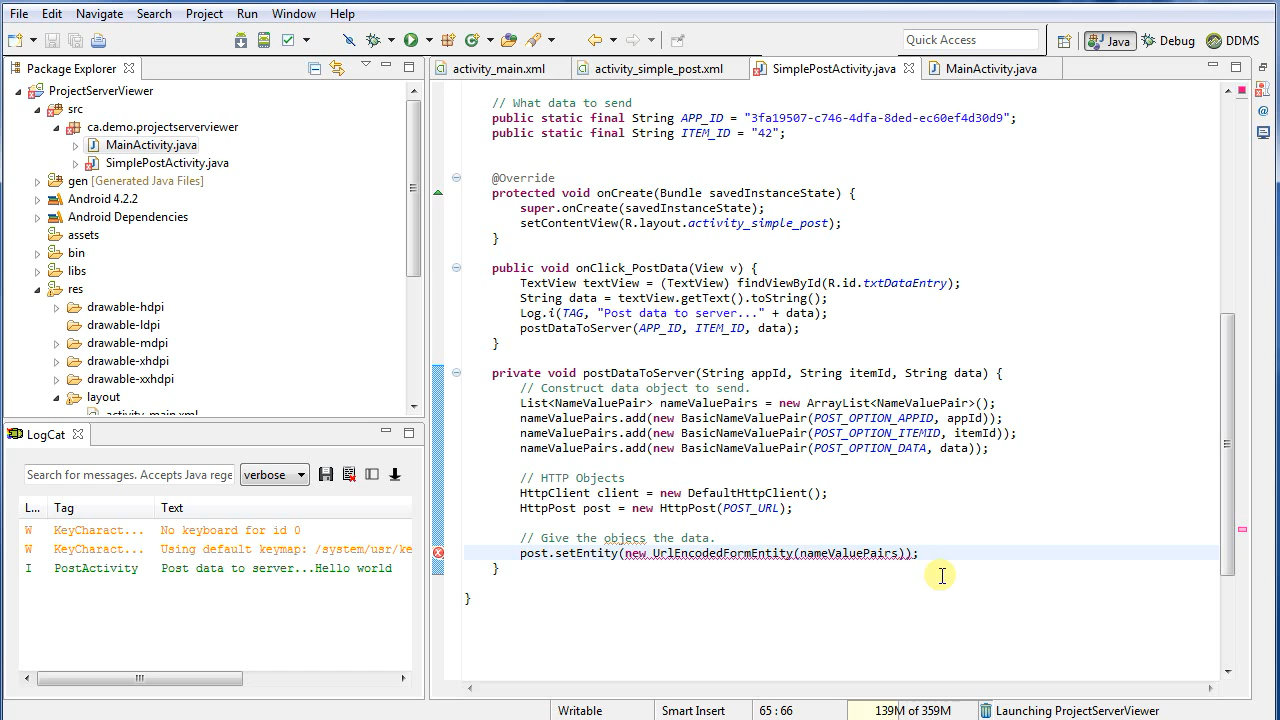 File Edit Navigate Search Project Run Window Help
Quick Access Java Debug DDMS
Package Explorer
activity_main.xml activity_simple_post.xml SimplePostActivity.java MainActivity.java
ProjectServerViewer
src
ca.demo.projectserverviewer
MainActivity.java
SimplePostActivity.java
gen [Generated Java Files]
Android 4.2.2
Android Dependencies
assets
bin
libs
res
drawable-hdpi
drawable-ldpi
drawable-mdpi
drawable-xhdpi
drawable-xxhdpi
layout
activity_main.xml
// What data to send
public static final String APP_ID = "3fa19507-c746-4dfa-8ded-ec60ef4d30d9";
public static final String ITEM_ID = "42";
@Override
protected void onCreate(Bundle savedInstanceState) {
super.onCreate(savedInstanceState);
setContentView(R.layout.activity_simple_post);
}
public void onClick_PostData(View v) {
TextView textView = (TextView) findViewById(R.id.txtDataEntry);
String data = textView.getText().toString();
Log.i(TAG, "Post data to server..." + data);
postDataToServer(APP_ID, ITEM_ID, data);
}
private void postDataToServer(String appId, String itemId, String data) {
// Construct data object to send.
List<NameValuePair> nameValuePairs = new ArrayList<NameValuePair>();
nameValuePairs.add(new BasicNameValuePair(POST_OPTION_APPID, appId));
nameValuePairs.add(new BasicNameValuePair(POST_OPTION_ITEMID, itemId));
nameValuePairs.add(new BasicNameValuePair(POST_OPTION_DATA, data));
// HTTP Objects
HttpClient client = new DefaultHttpClient();
HttpPost post = new HttpPost(POST_URL);
// Give the objecs the data.
post.setEntity(new UrlEncodedFormEntity(nameValuePairs));
}
}
LogCat
Search for messages. Accepts Java rege verbose
L... Tag Text
W KeyCharact... No keyboard for id 0
W KeyCharact... Using default keymap: /system/usr/ke
I PostActivity Post data to server...Hello world
Writable Smart Insert 65 : 66 139M of 359M Launching ProjectServerViewer